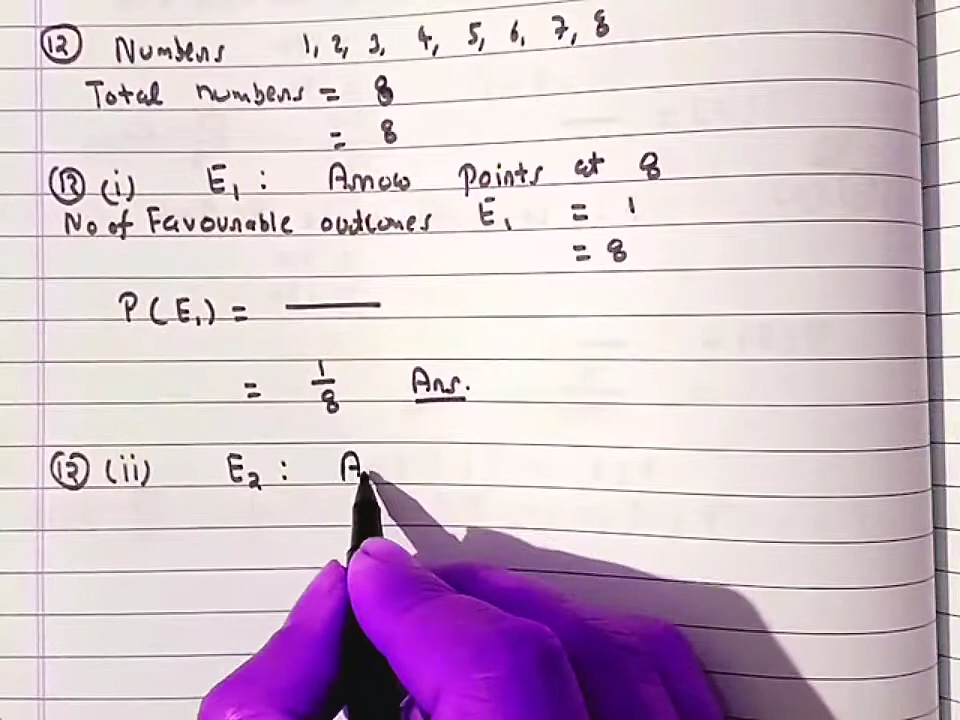 12 Numbers 1, 2, 3, 4, 5, 6, 7, 8
Total numbers = 8
= 8
12 (i) E₁ : Arrow Points at 8
No of Favourable outcomes E₁ = 1
= 8
P(E₁) = ———
= 1/8 Ans.
12 (ii) E₂ : A